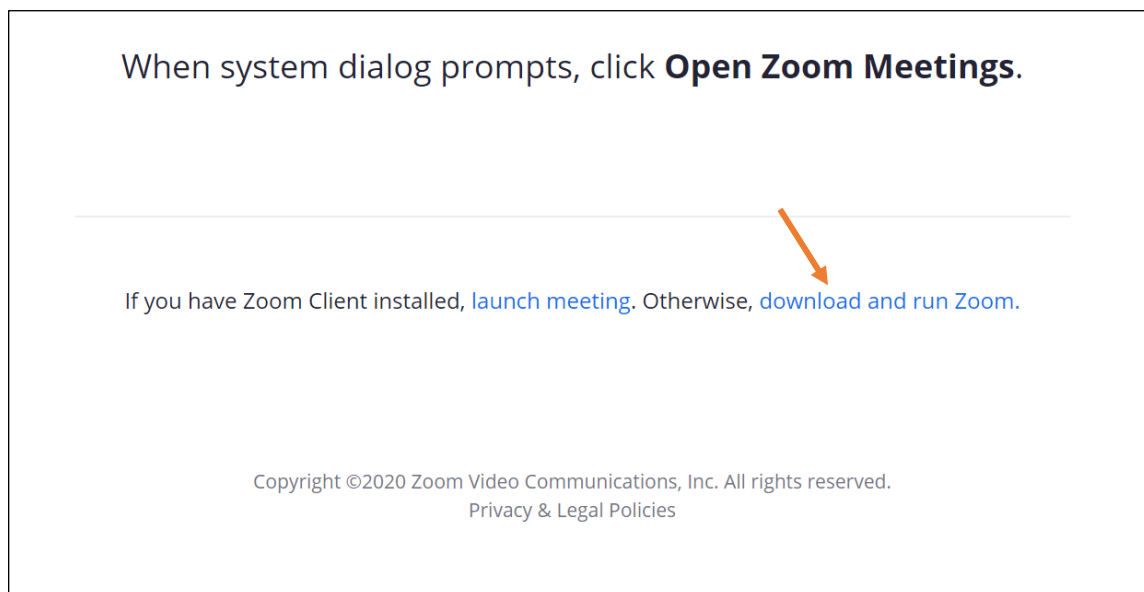 When system dialog prompts, click Open Zoom Meetings.
If you have Zoom Client installed, launch meeting. Otherwise, download and run Zoom.
Copyright ©2020 Zoom Video Communications, Inc. All rights reserved.
Privacy & Legal Policies